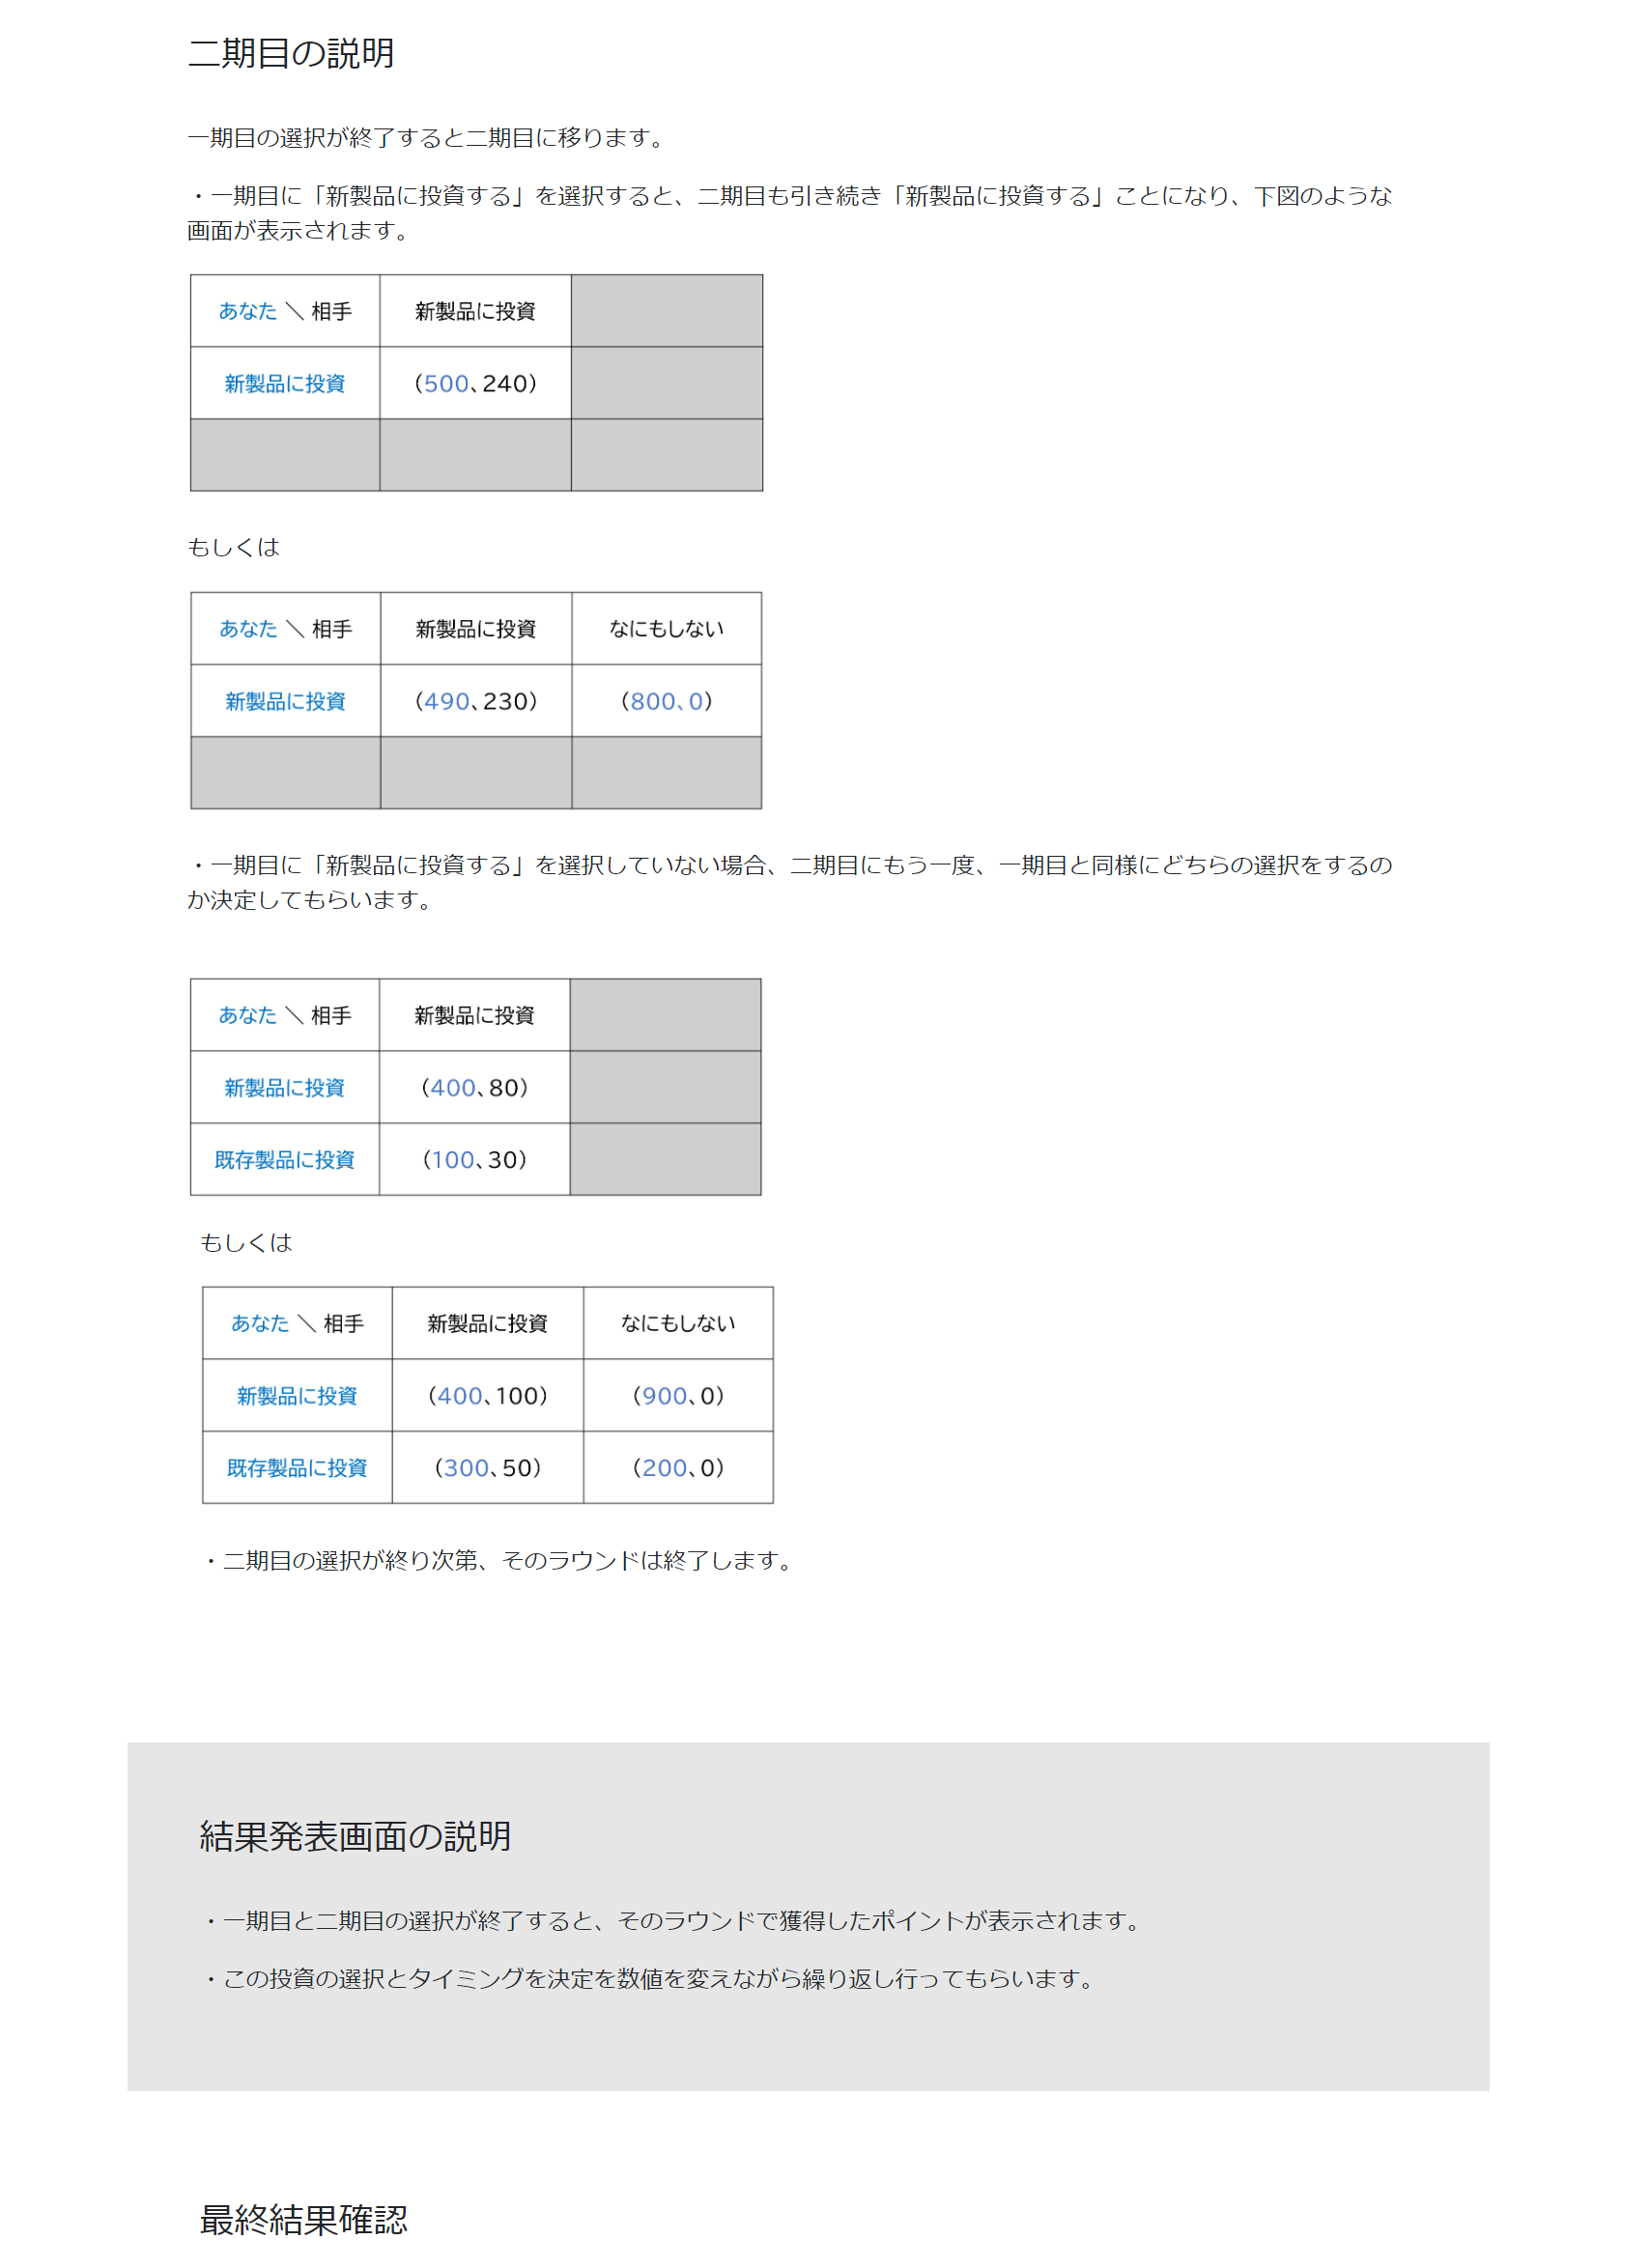 二期目の説明
一期目の選択が終了すると二期目に移ります。
・一期目に「新製品に投資する」を選択すると、二期目も引き続き「新製品に投資する」ことになり、下図のような
画面が表示されます。
あなた ＼ 相手 新製品に投資
新製品に投資 （500、240）
もしくは
あなた ＼ 相手 新製品に投資 なにもしない
新製品に投資 （490、230） （800、0）
・一期目に「新製品に投資する」を選択していない場合、二期目にもう一度、一期目と同様にどちらの選択をするの
か決定してもらいます。
あなた ＼ 相手 新製品に投資
新製品に投資 （400、80）
既存製品に投資 （100、30）
もしくは
あなた ＼ 相手 新製品に投資 なにもしない
新製品に投資 （400、100） （900、0）
既存製品に投資 （300、50） （200、0）
・二期目の選択が終り次第、そのラウンドは終了します。
結果発表画面の説明
・一期目と二期目の選択が終了すると、そのラウンドで獲得したポイントが表示されます。
・この投資の選択とタイミングを決定を数値を変えながら繰り返し行ってもらいます。
最終結果確認